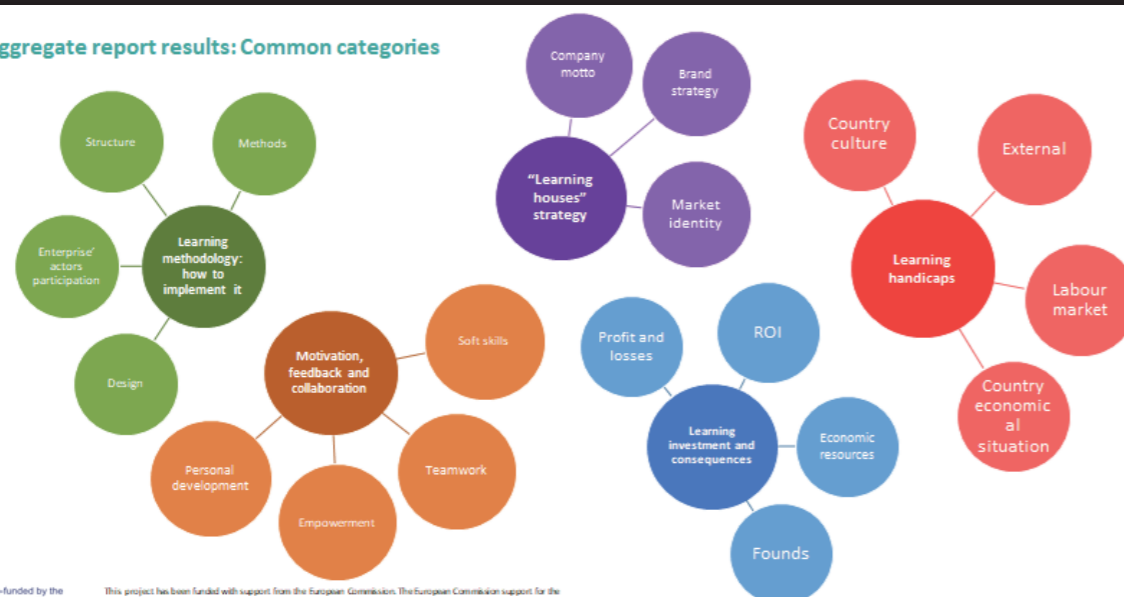 ggregate report results: Common categories
Structure
Methods
Enterprise'
actors
participation
Learning
methodology:
how to
implement it
Design
Motivation,
feedback and
collaboration
Soft skills
Personal
development
Empowerment
Teamwork
Company
motto
Brand
strategy
"Learning
houses"
strategy
Market
identity
Profit and
losses
ROI
Learning
investment and
consequences
Economic
resources
Founds
Country
culture
External
Learning
handicaps
Labour
market
Country
economic
al
situation
-funded by the
This project has been funded with support from the European Commission. The European Commission support for the